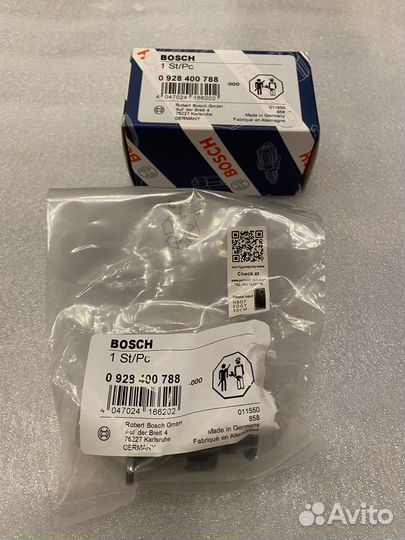 BOSCH
1 St/Pc
0 928 400 788
-000
4 047024 166202
Robert Bosch GmbH
Auf der Breit 4
76227 Karlsruhe
GERMANY
011550
858
Made in Germany
Fabriqué en Allemagne
BOSCH
BOSCH
Check at
Please input
BOSCH
1 St/Pc
0 928 400 788
-000
4 047024 166202
Robert Bosch GmbH
Auf der Breit 4
76227 Karlsruhe
GERMANY
011550
858
Made in Germany
Fabriqué en Allemagne
Avito